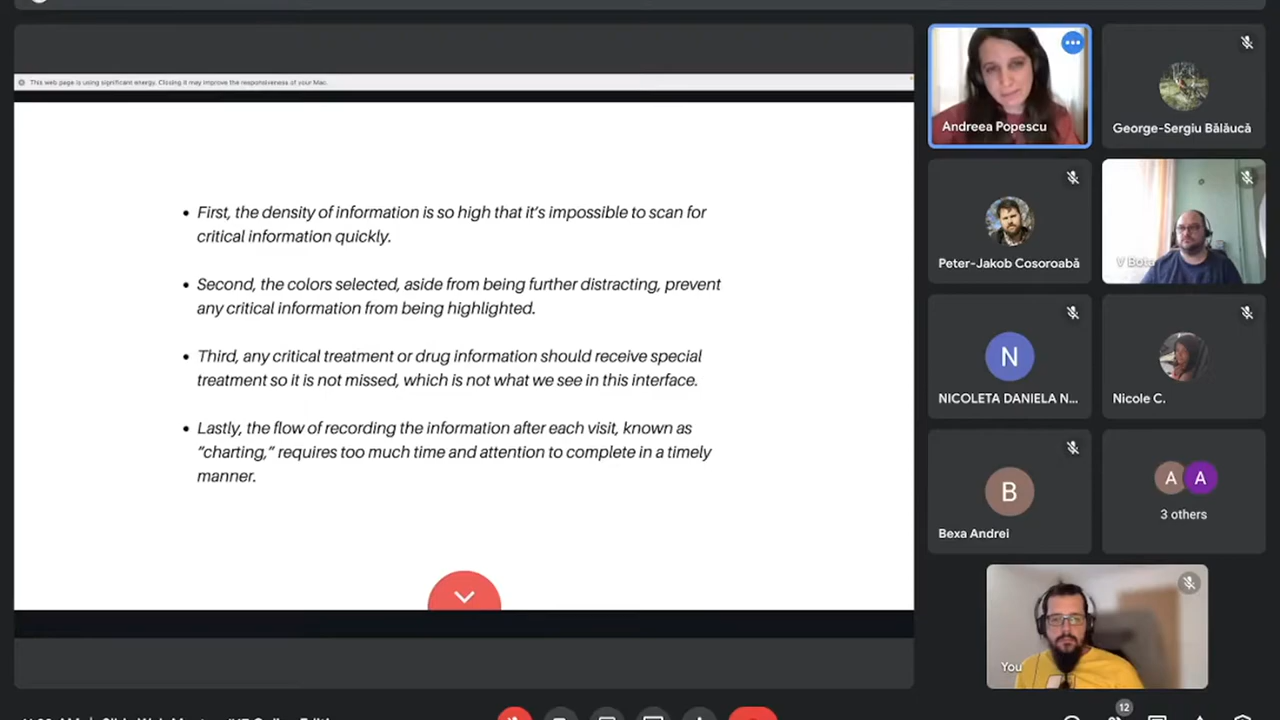 This web page is using significant energy. Closing it may improve the responsiveness of your Mac.
• First, the density of information is so high that it’s impossible to scan for
critical information quickly.
• Second, the colors selected, aside from being further distracting, prevent
any critical information from being highlighted.
• Third, any critical treatment or drug information should receive special
treatment so it is not missed, which is not what we see in this interface.
• Lastly, the flow of recording the information after each visit, known as
”charting,” requires too much time and attention to complete in a timely
manner.
Andreea Popescu
George-Sergiu Bălăucă
Peter-Jakob Cosoroabă
V Botu
N
NICOLETA DANIELA N...
Nicole C.
B
Bexa Andrei
A A
3 others
You
12